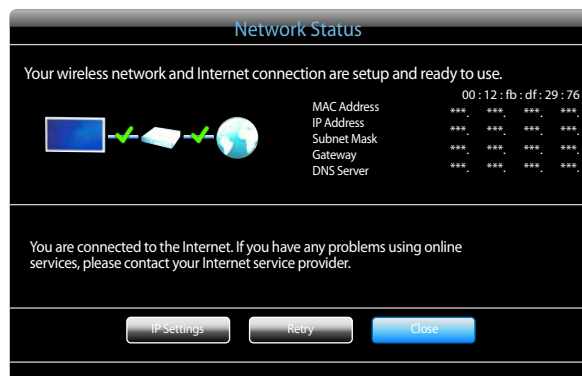 Network Status
Your wireless network and Internet connection are setup and ready to use.
MAC Address 00 : 12 : fb : df : 29 : 76
IP Address ***. ***. ***. ***.
Subnet Mask ***. ***. ***. ***.
Gateway ***. ***. ***. ***.
DNS Server ***. ***. ***. ***.
You are connected to the Internet. If you have any problems using online
services, please contact your Internet service provider.
IP Settings Retry Close